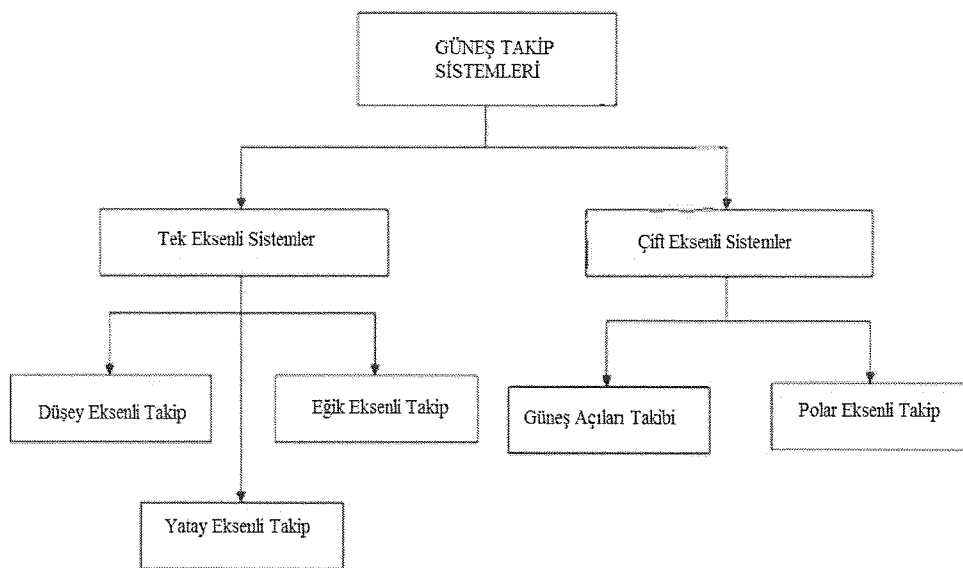 GÜNEŞ TAKİP
SİSTEMLERİ
Tek Eksenli Sistemler
Çift Eksenli Sistemler
Düşey Eksenli Takip
Eğik Eksenli Takip
Güneş Açıları Takibi
Polar Eksenli Takip
Yatay Eksenli Takip